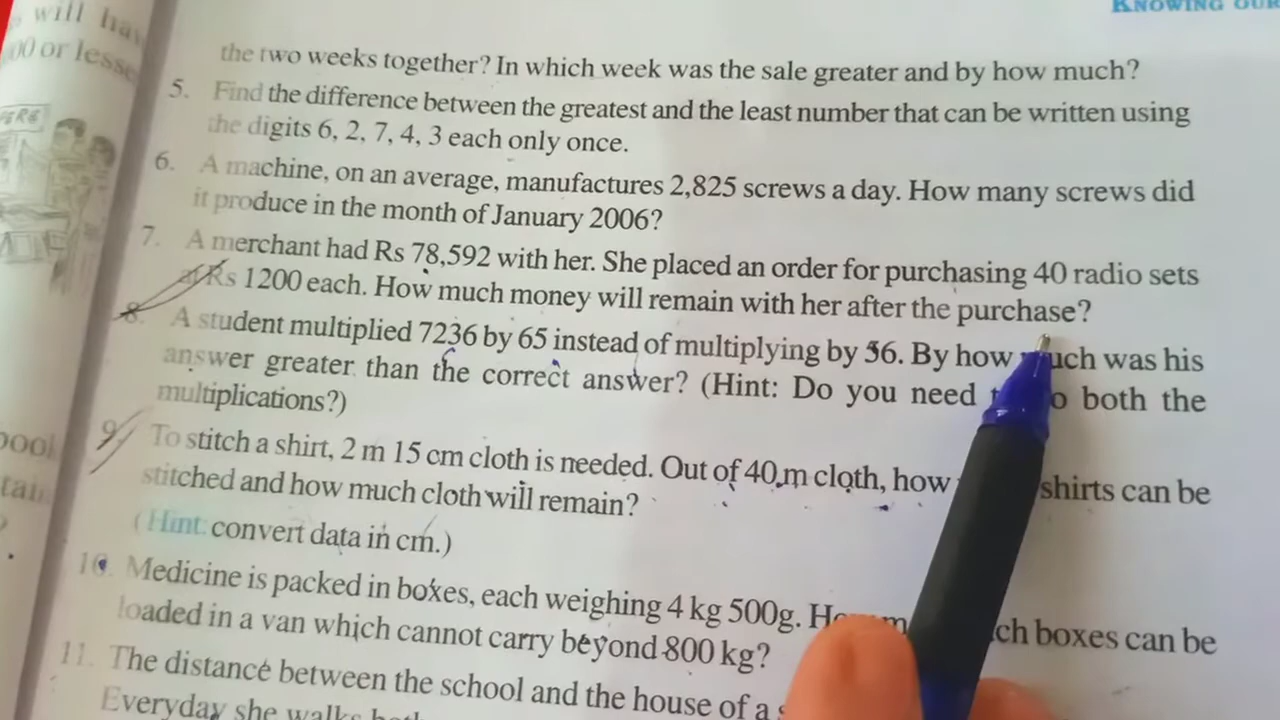 KNOWING OUR
will
00 or lesse
the two weeks together? In which week was the sale greater and by how much?
5. Find the difference between the greatest and the least number that can be written using
the digits 6, 2, 7, 4, 3 each only once.
6. A machine, on an average, manufactures 2,825 screws a day. How many screws did
it produce in the month of January 2006?
7. A merchant had Rs 78,592 with her. She placed an order for purchasing 40 radio sets
at Rs 1200 each. How much money will remain with her after the purchase?
8. A student multiplied 7236 by 65 instead of multiplying by 56. By how much was his
answer greater than the correct answer? (Hint: Do you need both the
multiplications?)
9. To stitch a shirt, 2 m 15 cm cloth is needed. Out of 40 m cloth, how shirts can be
stitched and how much cloth will remain?
(Hint: convert data in cm.)
10. Medicine is packed in boxes, each weighing 4 kg 500g. boxes can be
loaded in a van which cannot carry beyond 800 kg?
11. The distance between the school and the house of a
Everyday she walks